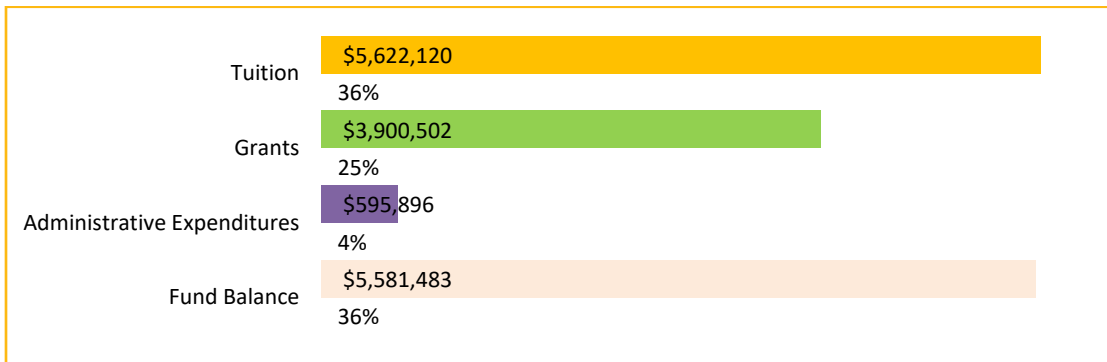 Tuition
$5,622,120
36%
Grants
$3,900,502
25%
Administrative Expenditures
$595,896
4%
Fund Balance
$5,581,483
36%